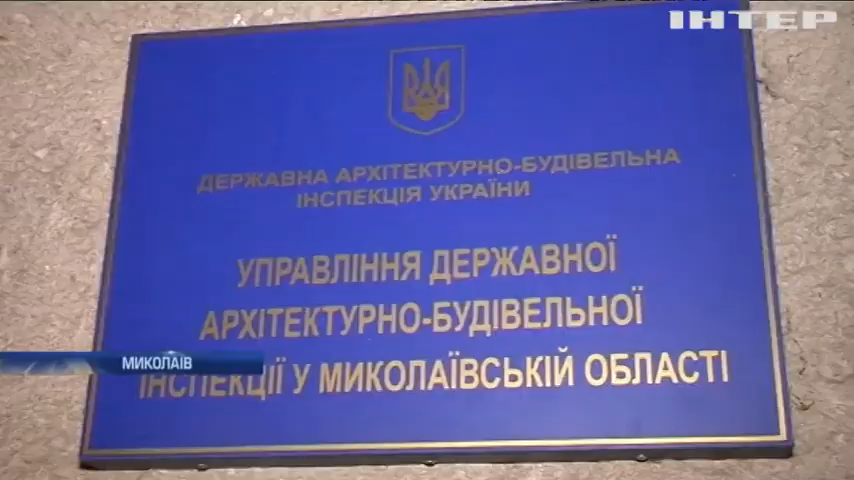 ІНТЕР
ДЕРЖАВНА АРХІТЕКТУРНО-БУДІВЕЛЬНА
ІНСПЕКЦІЯ УКРАЇНИ
УПРАВЛІННЯ ДЕРЖАВНОЇ
АРХІТЕКТУРНО-БУДІВЕЛЬНОЇ
МИКОЛАЇВ
ІНСПЕКЦІЇ У МИКОЛАЇВСЬКІЙ ОБЛАСТІ